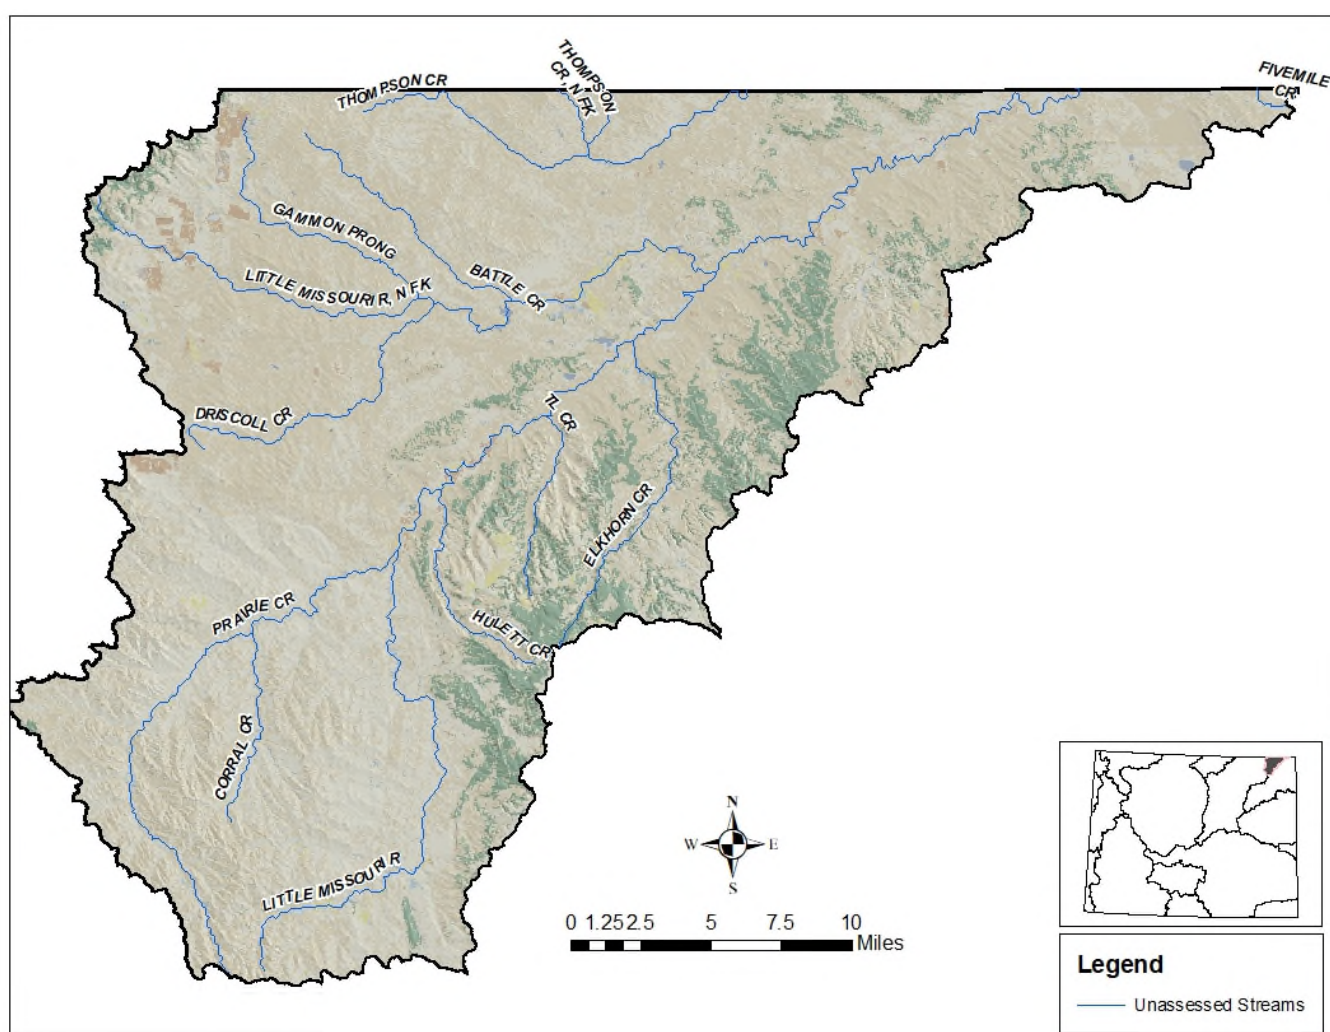 THOMPSON CR
THOMPSON
CR, N FK
FIVEMILE
CR
GAMMON PRONG
LITTLE MISSOURI R, N FK
BATTLE CR
DRISCOLL CR
TL CR
ELKHORN CR
PRAIRIE CR
HULETT CR
CORRAL CR
LITTLE MISSOURI R
N
W E
S
0 1.25 2.5 5 7.5 10
Miles
Legend
Unassessed Streams